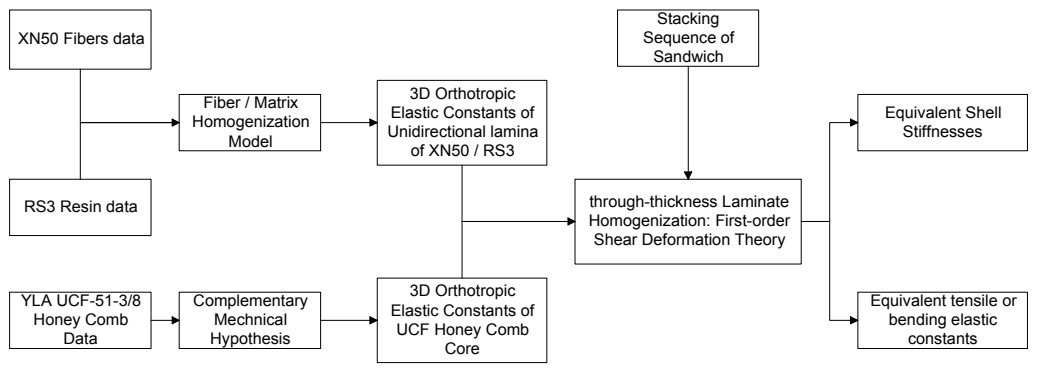 XN50 Fibers data
RS3 Resin data
Fiber / Matrix
Homogenization
Model
3D Orthotropic
Elastic Constants of
Unidirectional lamina
of XN50 / RS3
YLA UCF-51-3/8
Honey Comb
Data
Complementary
Mechnical
Hypothesis
3D Orthotropic
Elastic Constants of
UCF Honey Comb
Core
Stacking
Sequence of
Sandwich
through-thickness Laminate
Homogenization: First-order
Shear Deformation Theory
Equivalent Shell
Stiffnesses
Equivalent tensile or
bending elastic
constants